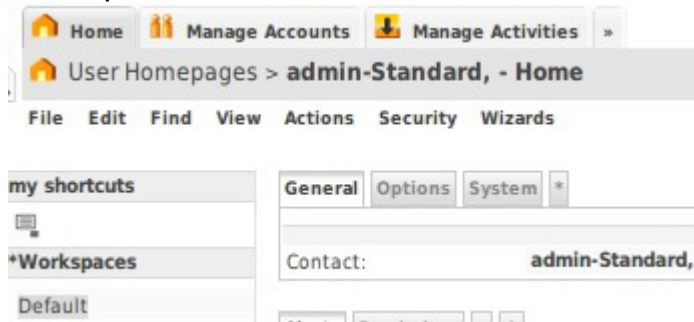 Home Manage Accounts Manage Activities »
User Homepages > admin-Standard, - Home
File Edit Find View Actions Security Wizards
my shortcuts
General Options System *
*Workspaces
Contact: admin-Standard,
Default